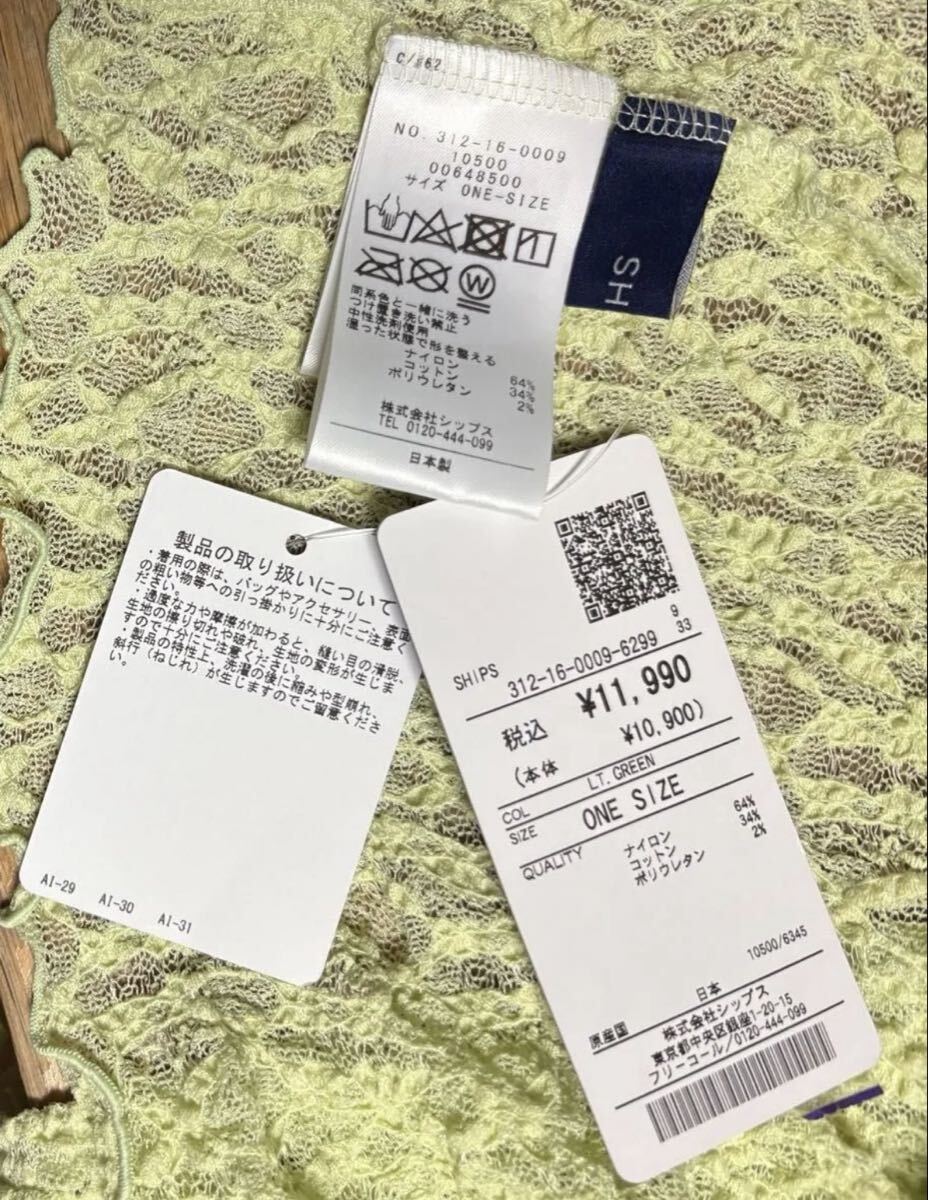 C/#62
NO. 312-16-0009
10500
00648500
サイズ ONE-SIZE
W
同系色と一緒に洗う
つけ置き洗い禁止
中性洗剤使用
湿った状態で形を整える
ナイロン 64%
コットン 34%
ポリウレタン 2%
株式会社シップス
TEL 0120-444-099
日本製
SH
製品の取り扱いについて
・着用の際は、バッグやアクセサリー、表面
の粗い物等への引っ掛かりに十分にご注意く
ださい。
・過度な力や摩擦が加わると、縫い目の滑脱、
生地の擦り切れや破れ、生地の変形が生じま
すので十分にご注意ください。
・製品の特性上、洗濯の後に縮みや型崩れ、
斜行（ねじれ）が生じますのでご留意くださ
い。
AI-29 AI-30 AI-31
9
33
SHIPS 312-16-0009-6299
税込 ¥11,990
(本体 ¥10,900)
COL LT. GREEN
SIZE ONE SIZE
QUALITY ナイロン 64%
コットン 34%
ポリウレタン 2%
10500/6345
原産国 日本
株式会社シップス
東京都中央区銀座1-20-15
フリーコール/0120-444-099